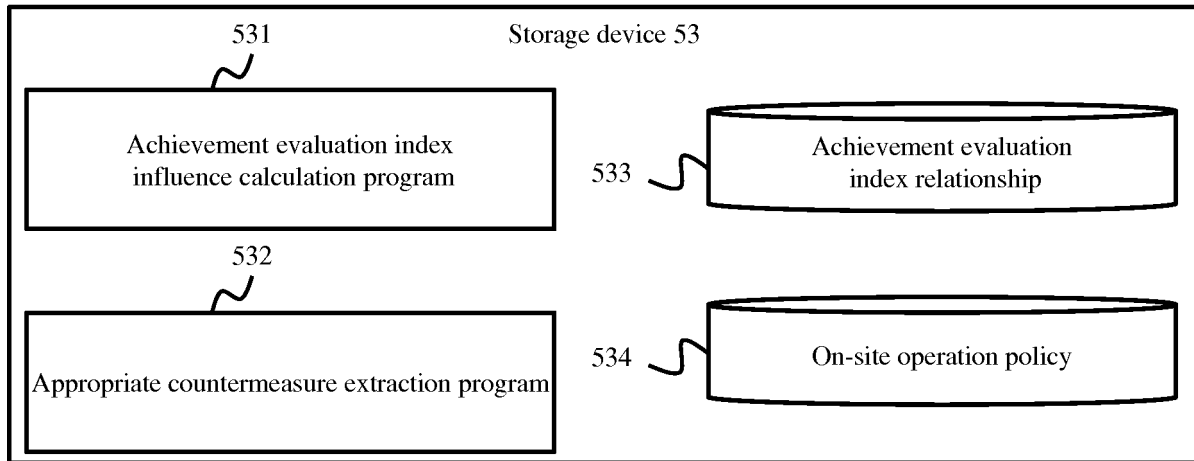 Storage device 53
531
Achievement evaluation index
influence calculation program
532
Appropriate countermeasure extraction program
533
Achievement evaluation
index relationship
534
On-site operation policy